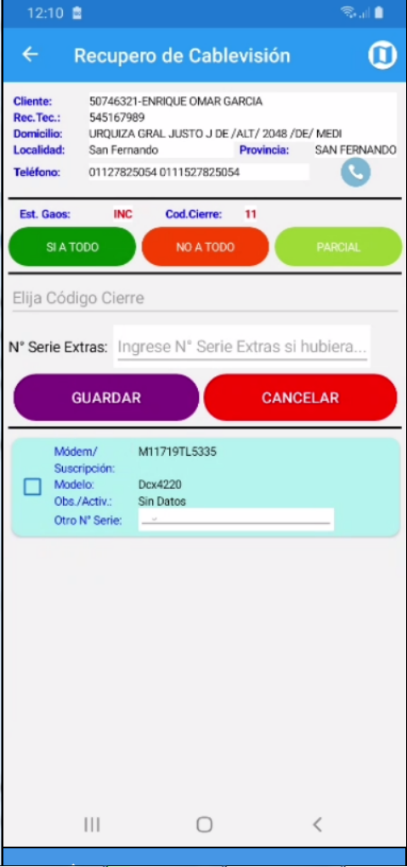 12:10
Recupero de Cablevisión
Cliente: 50746321-ENRIQUE OMAR GARCIA
Rec.Tec.: 545167989
Domicilio: URQUIZA GRAL JUSTO J DE /ALT/ 2048 /DE/ MEDI
Localidad: San Fernando Provincia: SAN FERNANDO
Teléfono: 01127825054 0111527825054
Est. Gaos: INC Cod.Cierre: 11
SI A TODO NO A TODO PARCIAL
Elija Código Cierre
N° Serie Extras: Ingrese N° Serie Extras si hubiera...
GUARDAR CANCELAR
Módem/ M11719TL5335
Suscripción:
Modelo: Dcx4220
Obs./Activ.: Sin Datos
Otro N° Serie: